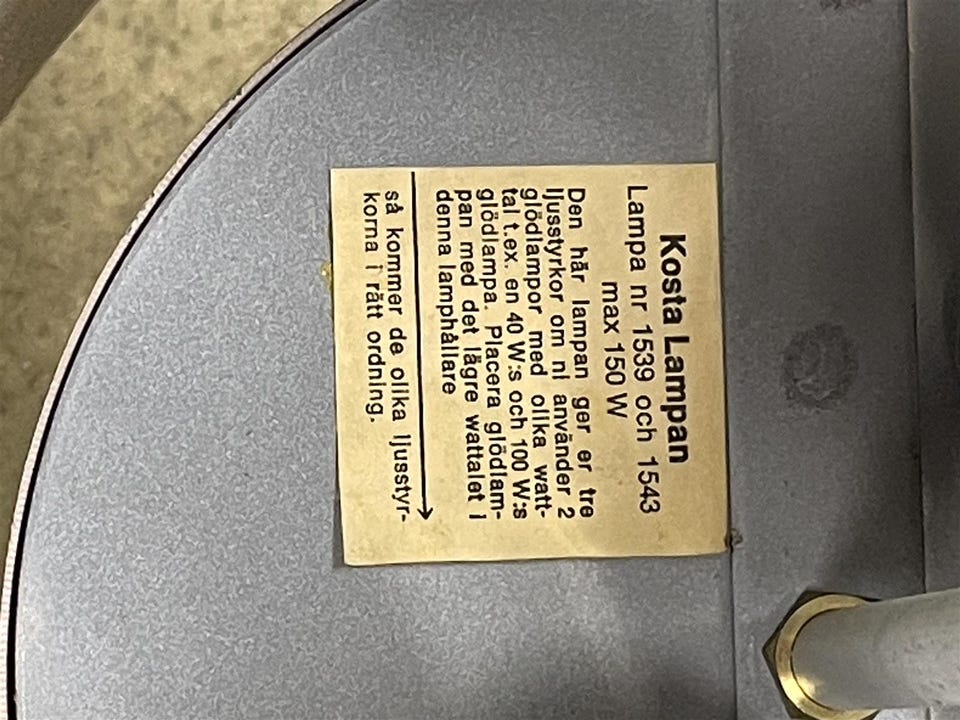 Kosta Lampan
Lampa nr 1539 och 1543
max 150 W
Den här lampan ger er tre
ljusstyrkor om ni använder 2
glödlampor med olika watt-
tal t.ex. en 40 W:s och 100 W:s
glödlampa. Placera glödlam-
pan med det lägre wattalet i
denna lamphållare
så kommer de olika ljusstyr-
korna i rätt ordning.